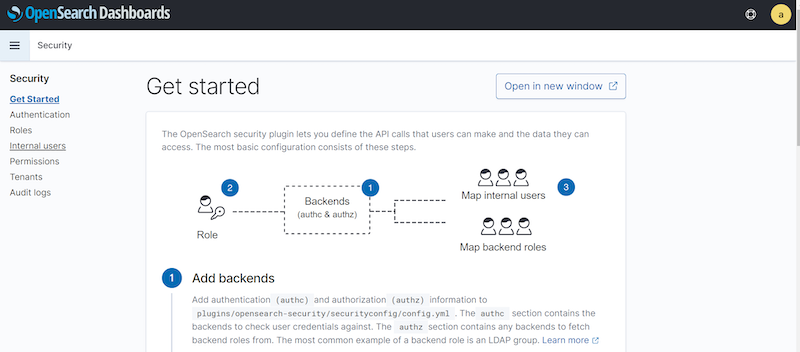 OpenSearch Dashboards
a
Security
Security
Get Started
Authentication
Roles
Internal users
Permissions
Tenants
Audit logs
Get started
Open in new window
The OpenSearch security plugin lets you define the API calls that users can make and the data they can
access. The most basic configuration consists of these steps.
2
Role
1
Backends
(authc & authz)
Map internal users
3
Map backend roles
1 Add backends
Add authentication (authc) and authorization (authz) information to
plugins/opensearch-security/securityconfig/config.yml . The authc section contains the
backends to check user credentials against. The authz section contains any backends to fetch
backend roles from. The most common example of a backend role is an LDAP group. Learn more